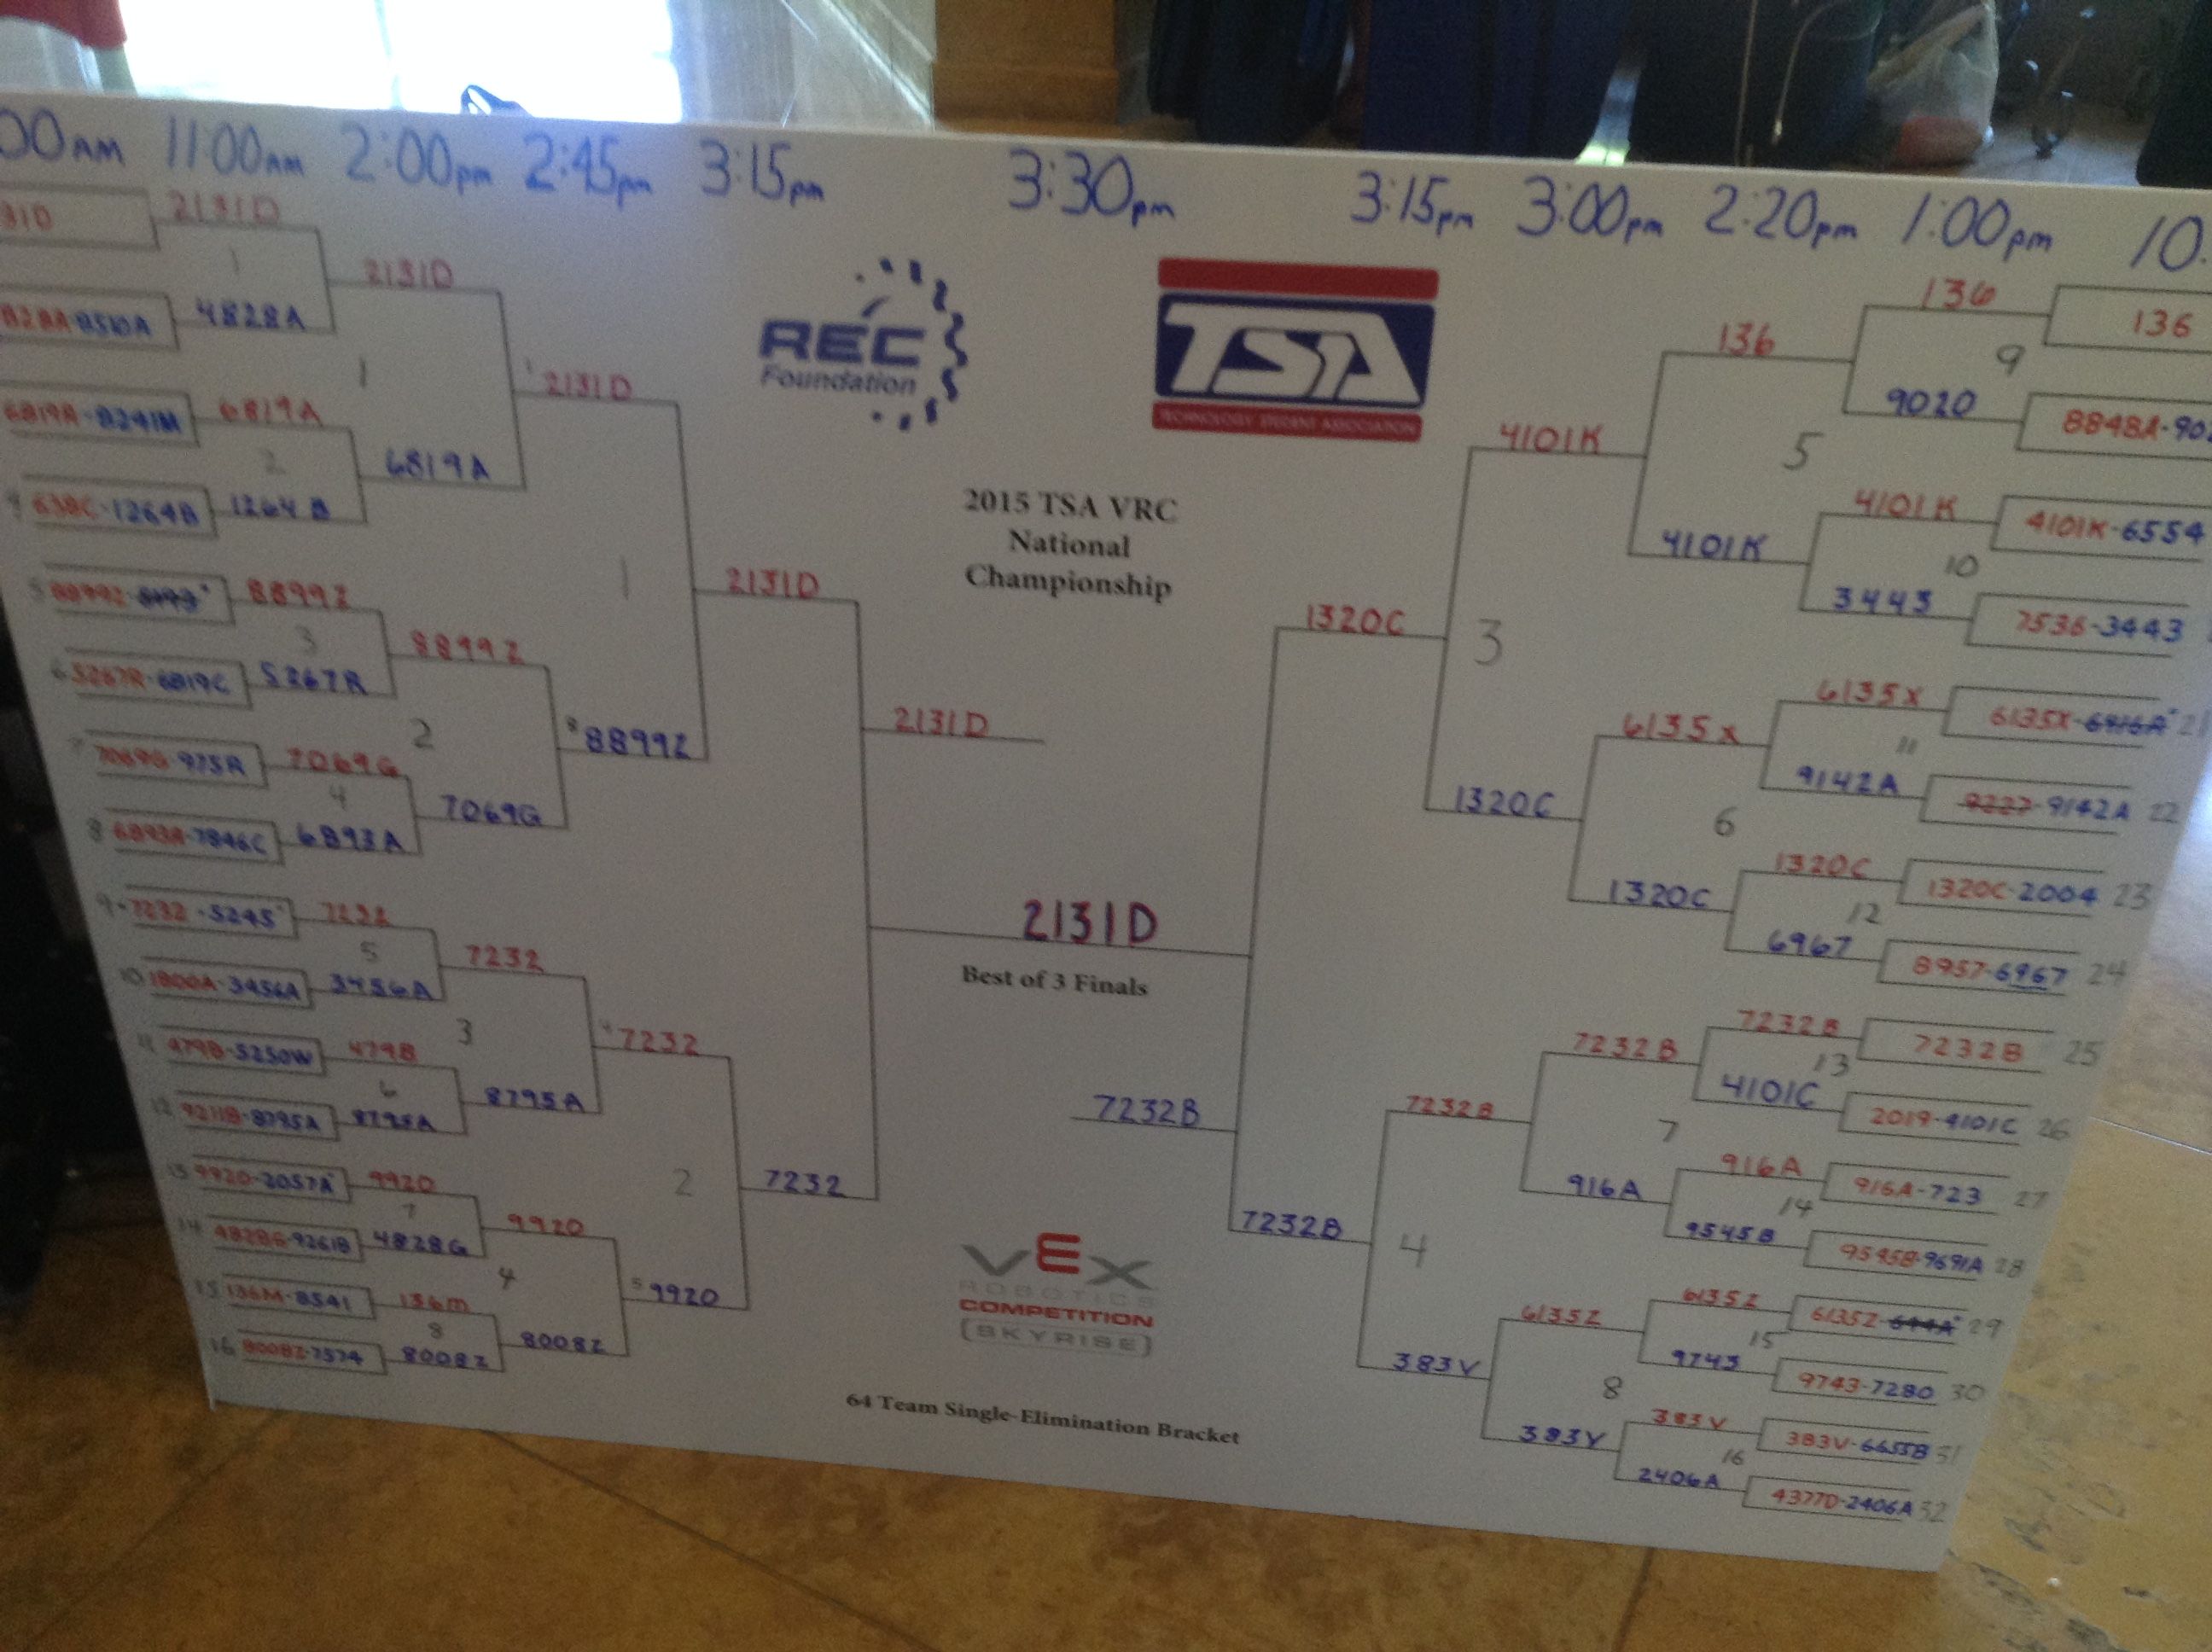 00AM 11:00AM 2:00pm 2:45pm 3:15pm 3:30pm 3:15pm 3:00pm 2:20pm 1:00pm 10.
31D
2131D
1
828A-8510A
4828A
2131D
1
6819A-8241M
6819A
2
638C-1264B
1264B
6819A
1 2131D
1
5 8899Z-8193*
8899Z
3
6 5267R-6819C
5267R
8899Z
2
7 7069G-975R
7069G
4
8 6893A-7846C
6893A
7069G
8899Z
2131D
9 7232-5245*
7232
5
10 1800A-3456A
3456A
7232
3
11 479B-5250W
479B
6
12 9211B-8795A
8795A
8795A
4 7232
2
13 9920-2057A*
9920
7
14 4828G-9261B
4828G
9920
4
15 136M-8541
136m
8
16 8008Z-7574
8008Z
8008Z
5 9920
7232
2131D
REC
Foundation
TSA
TECHNOLOGY STUDENT ASSOCIATION
2015 TSA VRC
National
Championship
2131D
Best of 3 Finals
7232B
VEX
ROBOTICS
COMPETITION
[SKYRISE]
64 Team Single-Elimination Bracket
136
136
9
8848A-90
9020
136
5
4101K-6554
4101K
10
7536-3443
3443
4101K
4101K
3
6135X-6916A* 21
6135X
11
9227-9142A 22
9142A
6135X
6
1320C-2004 23
1320C
12
8957-6967 24
6967
1320C
1320C
1320C
7232B 25
7232B
13
2019-4101C 26
4101C
7232B
7
916A-723 27
916A
14
9545B-9691A 28
9545B
916A
7232B
4
6135Z-644A* 29
6135Z
15
9743-7280 30
9743
6135Z
8
383V-6655B 31
383V
16
4377D-2406A 32
2406A
383V
383V
7232B